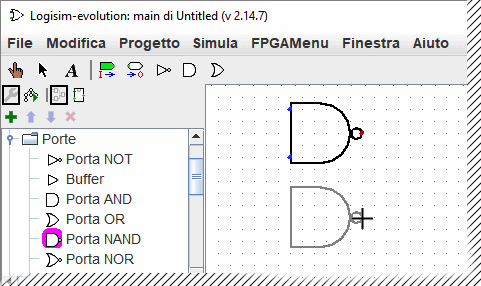 Logisim-evolution: main di Untitled (v 2.14.7)
File Modifica Progetto Simula FPGAMenu Finestra Aiuto
A
Porte
Porta NOT
Buffer
Porta AND
Porta OR
Porta NAND
Porta NOR